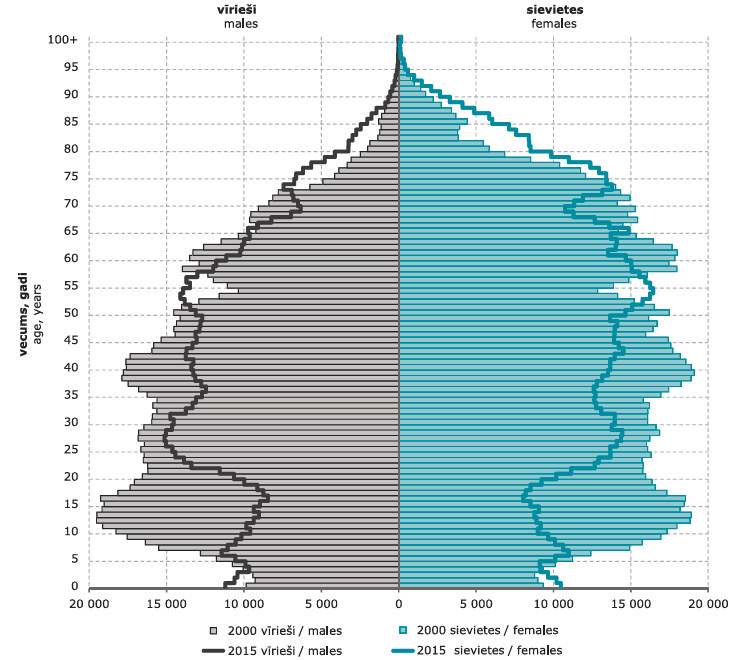 vīrieši
males
sievietes
females
100+
95
90
85
80
75
70
65
60
55
50
45
40
35
30
25
20
15
10
5
0
vecums, gadi
age, years
20 000 15 000 10 000 5 000 0 5 000 10 000 15 000 20 000
2000 vīrieši / males
2000 sievietes / females
2015 vīrieši / males
2015 sievietes / females